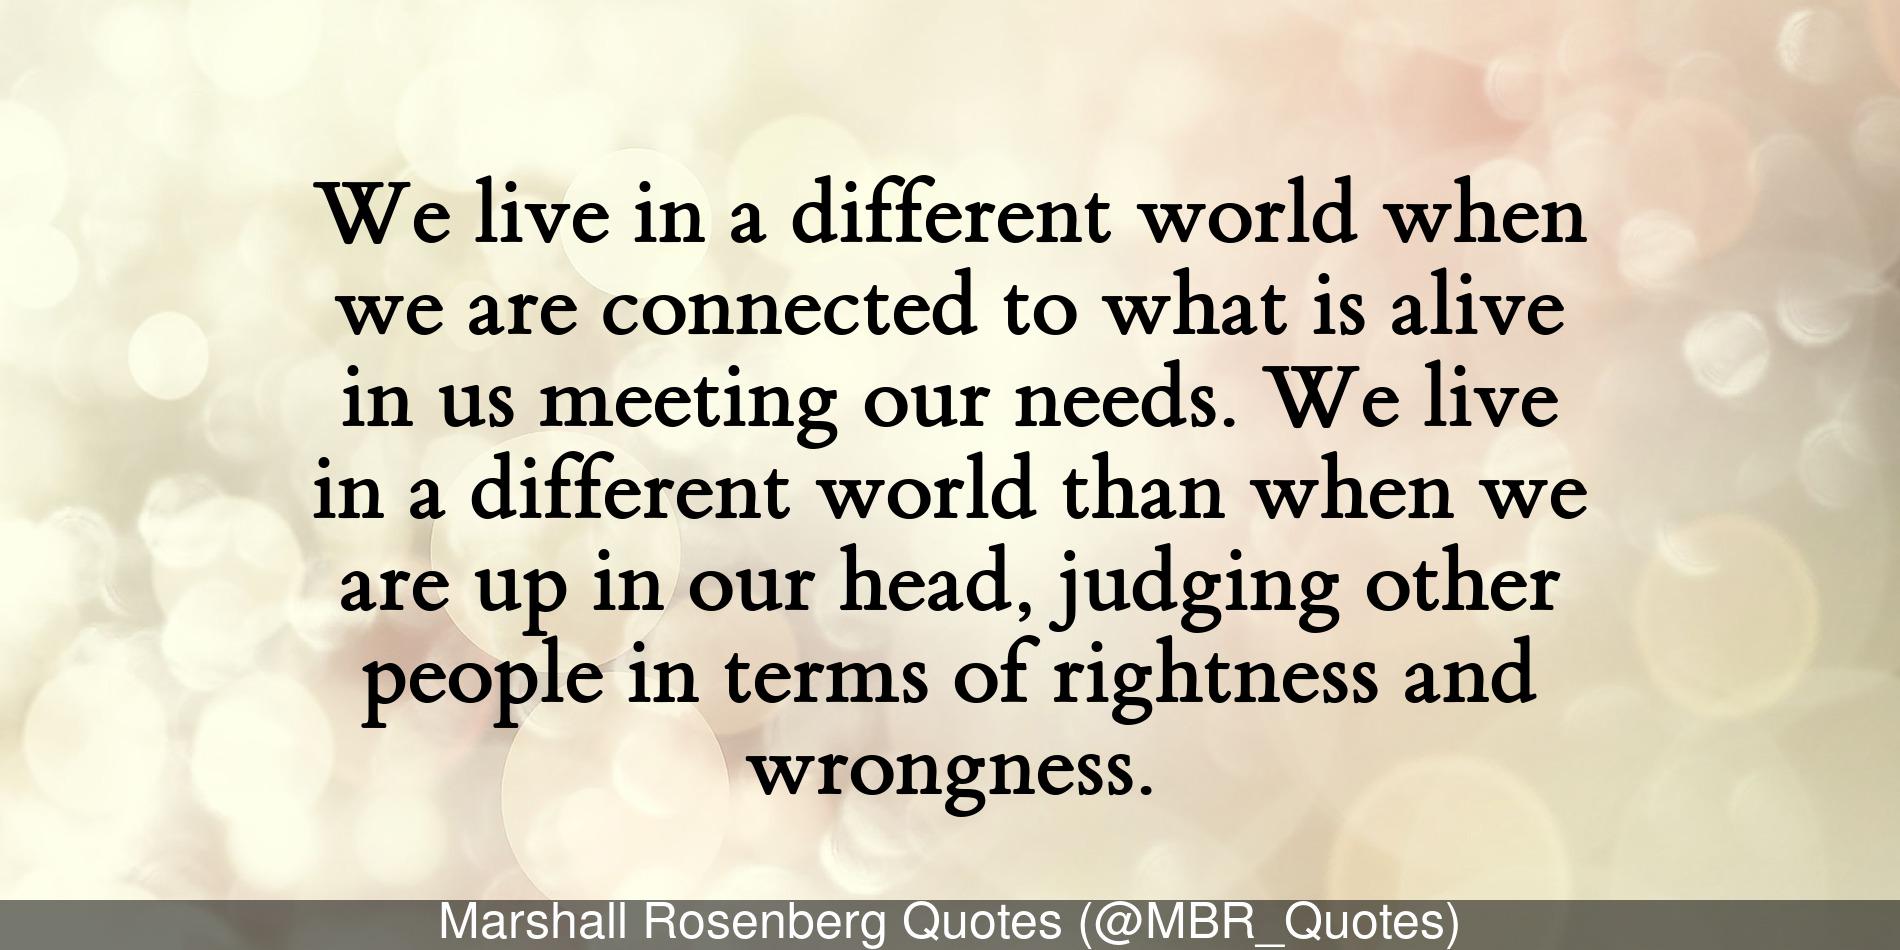 We live in a different world when
we are connected to what is alive
in us meeting our needs. We live
in a different world than when we
are up in our head, judging other
people in terms of rightness and
wrongness.
Marshall Rosenberg Quotes (@MBR_Quotes)